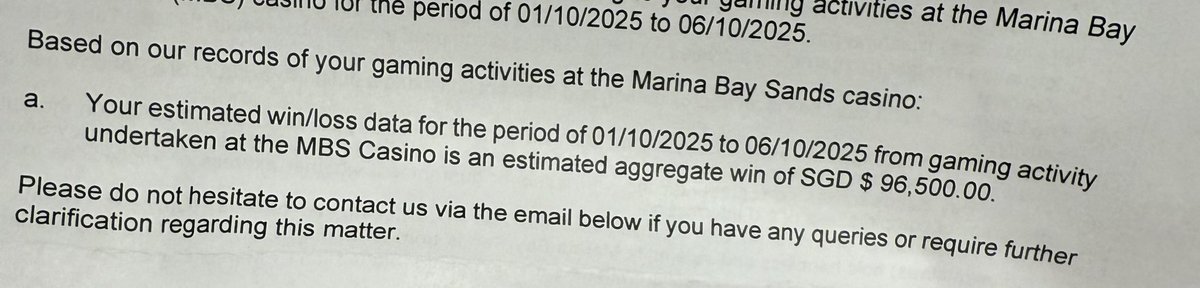 your gaming activities at the Marina Bay
casino for the period of 01/10/2025 to 06/10/2025.
Based on our records of your gaming activities at the Marina Bay Sands casino:
a. Your estimated win/loss data for the period of 01/10/2025 to 06/10/2025 from gaming activity
undertaken at the MBS Casino is an estimated aggregate win of SGD $ 96,500.00.
Please do not hesitate to contact us via the email below if you have any queries or require further
clarification regarding this matter.